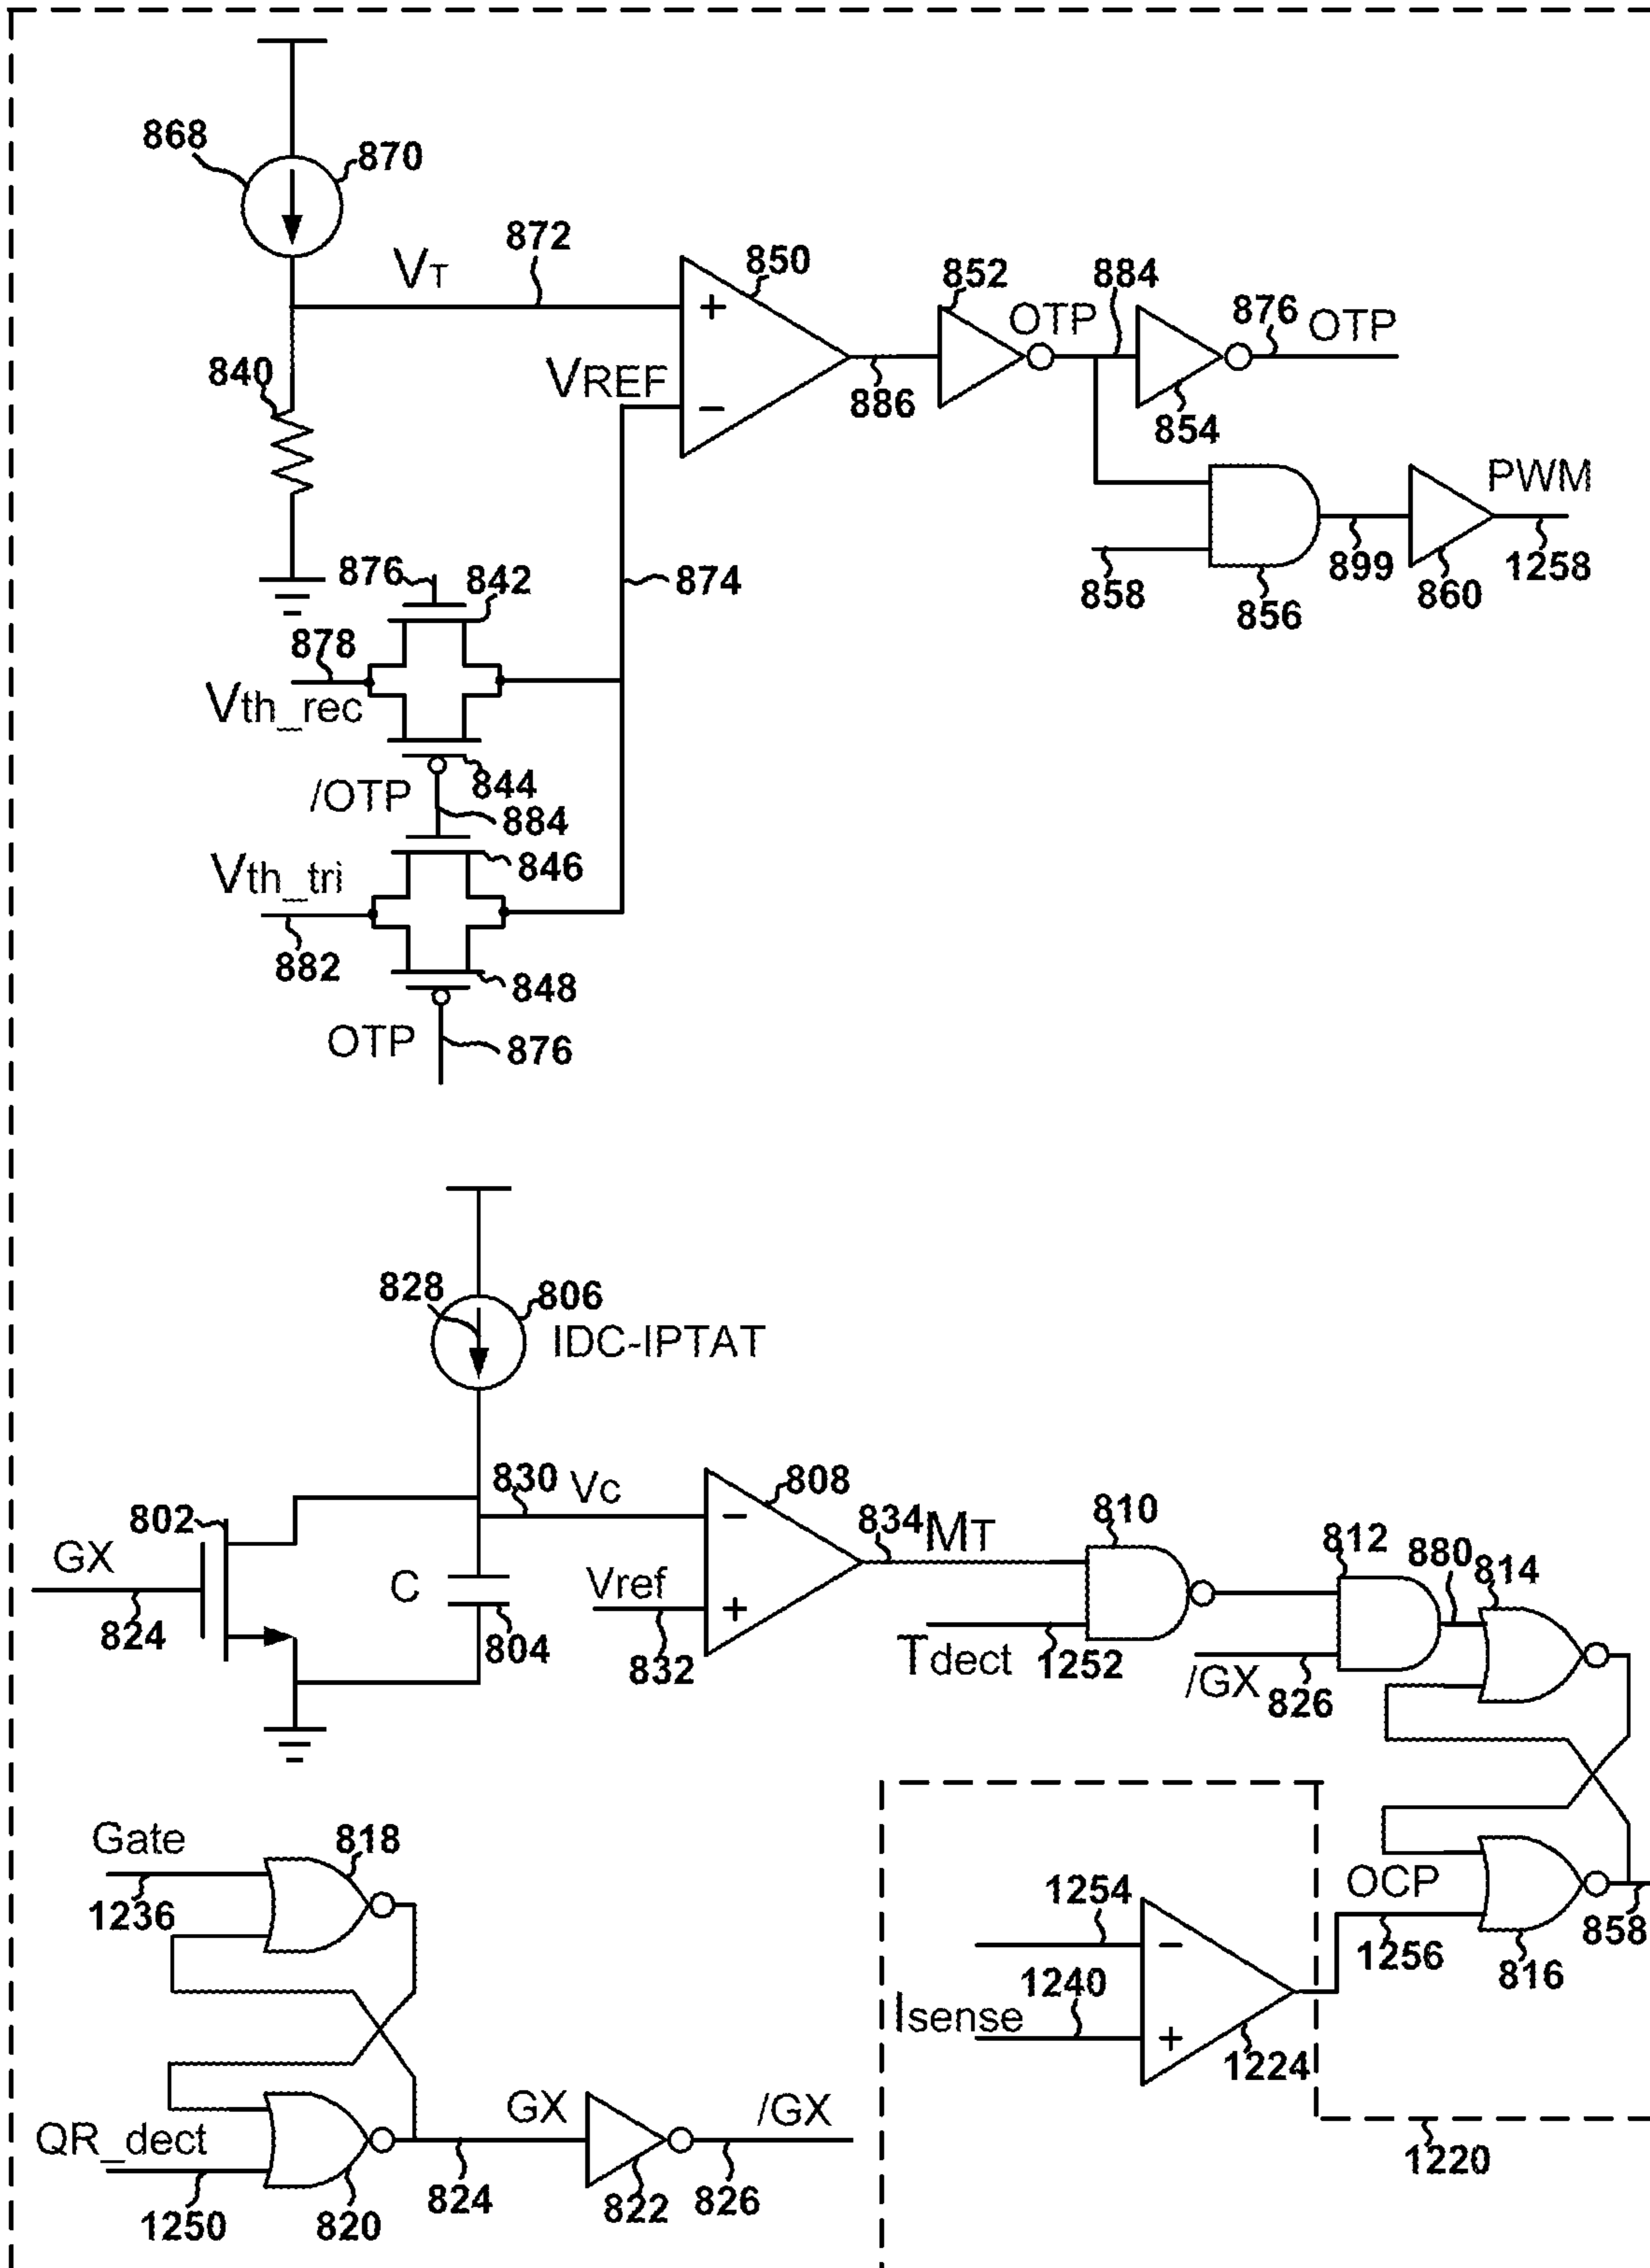 868
870
872
VT
850
852
884
OTP
876
OTP
840
VREF
886
854
PWM
876
842
874
858
856
899
860
1258
878
Vth_rec
/OTP
844
884
Vth_tri
846
882
848
OTP
876
828
806
IDC-IPTAT
830
Vc
808
802
834
MT
810
812
880
814
GX
C
Vref
824
804
832
Tdect
1252
/GX
826
Gate
818
1236
1254
OCP
858
1256
816
1240
Isense
1224
QR_dect
GX
/GX
1220
824
822
826
1250
820